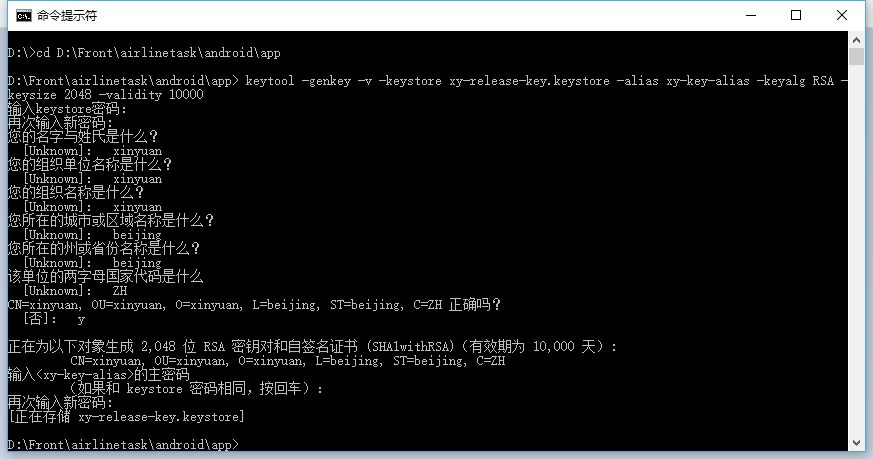 命令提示符
D:\>cd D:\Front\airlinetask\android\app
D:\Front\airlinetask\android\app> keytool -genkey -v -keystore xy-release-key.keystore -alias xy-key-alias -keyalg RSA -
keysize 2048 -validity 10000
输入keystore密码:
再次输入新密码:
您的名字与姓氏是什么?
[Unknown]: xinyuan
您的组织单位名称是什么?
[Unknown]: xinyuan
您的组织名称是什么?
[Unknown]: xinyuan
您所在的城市或区域名称是什么?
[Unknown]: beijing
您所在的州或省份名称是什么?
[Unknown]: beijing
该单位的两字母国家代码是什么
[Unknown]: ZH
CN=xinyuan, OU=xinyuan, O=xinyuan, L=beijing, ST=beijing, C=ZH 正确吗?
[否]: y
正在为以下对象生成 2,048 位 RSA 密钥对和自签名证书 (SHA1withRSA)(有效期为 10,000 天):
CN=xinyuan, OU=xinyuan, O=xinyuan, L=beijing, ST=beijing, C=ZH
输入<xy-key-alias>的主密码
(如果和 keystore 密码相同,按回车):
再次输入新密码:
[正在存储 xy-release-key.keystore]
D:\Front\airlinetask\android\app>